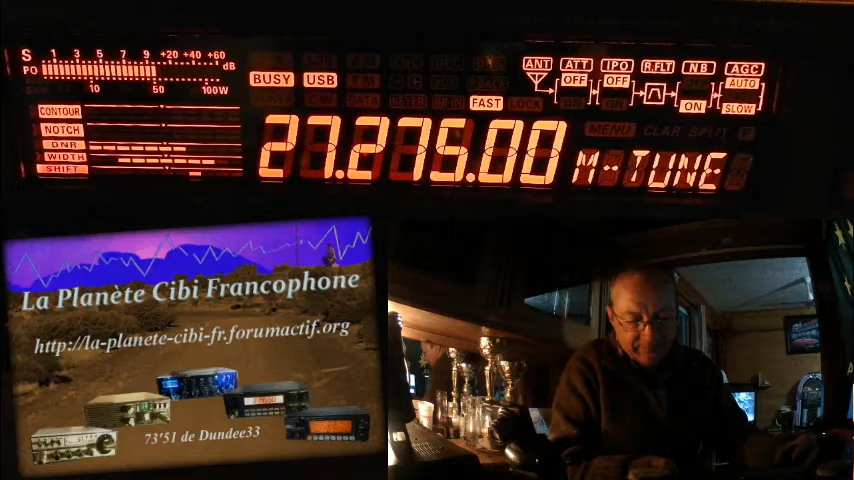 S 1 3 5 7 9 +20 +40 +60 dB
PO
10 50 100W
BUSY USB
FAST LOCK
ANT ATT IPO R.FLT NB AGC
OFF OFF AUTO
ON SLOW
CONTOUR
NOTCH
DNR
WIDTH
SHIFT
27.275.00
MENU CLAR SPLIT
M-TUNE
La Planète Cibi Francophone
http://la-planete-cibi-fr.forumactif.org
73'51 de Dundee33